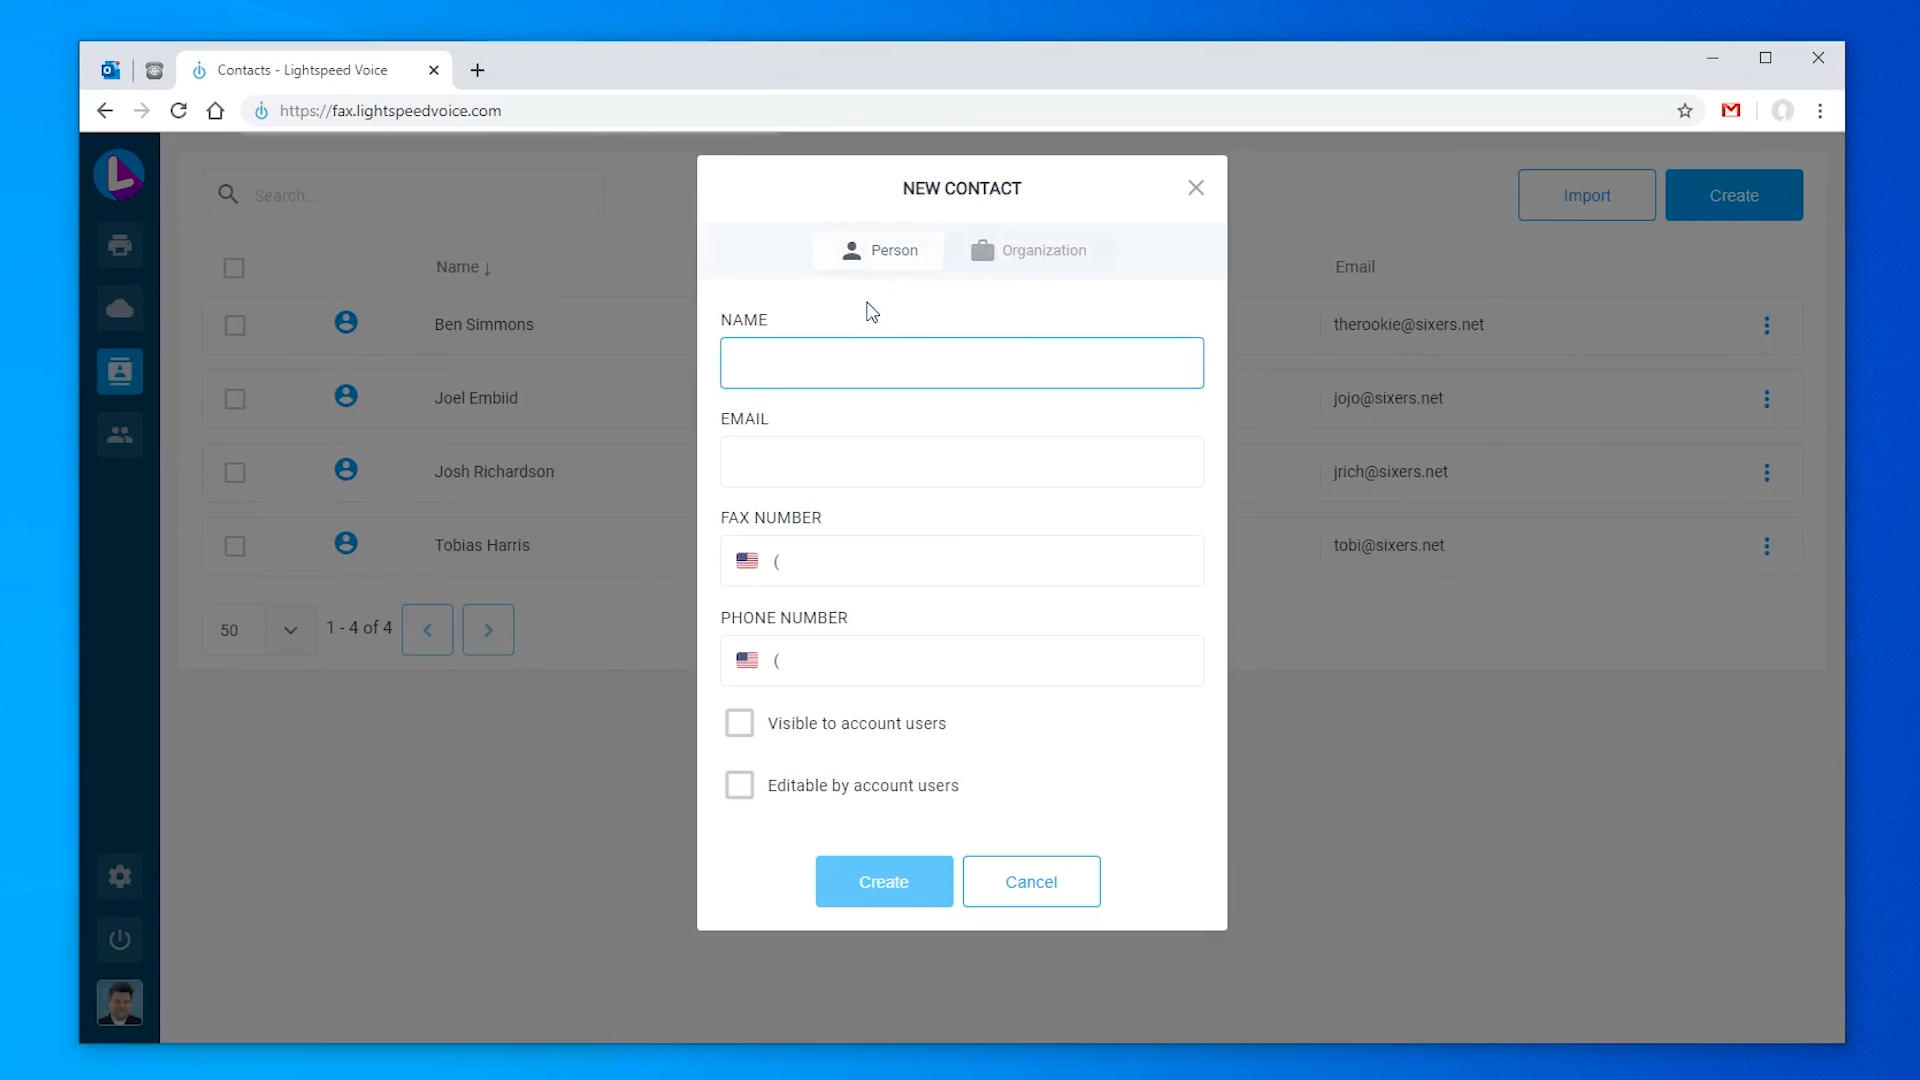 Contacts - Lightspeed Voice
https://fax.lightspeedvoice.com
Search...
Import
Create
Name ↓
Email
Ben Simmons
therookie@sixers.net
Joel Embiid
jojo@sixers.net
Josh Richardson
jrich@sixers.net
Tobias Harris
tobi@sixers.net
50
1 - 4 of 4
NEW CONTACT
Person
Organization
NAME
EMAIL
FAX NUMBER
(
PHONE NUMBER
(
Visible to account users
Editable by account users
Create
Cancel